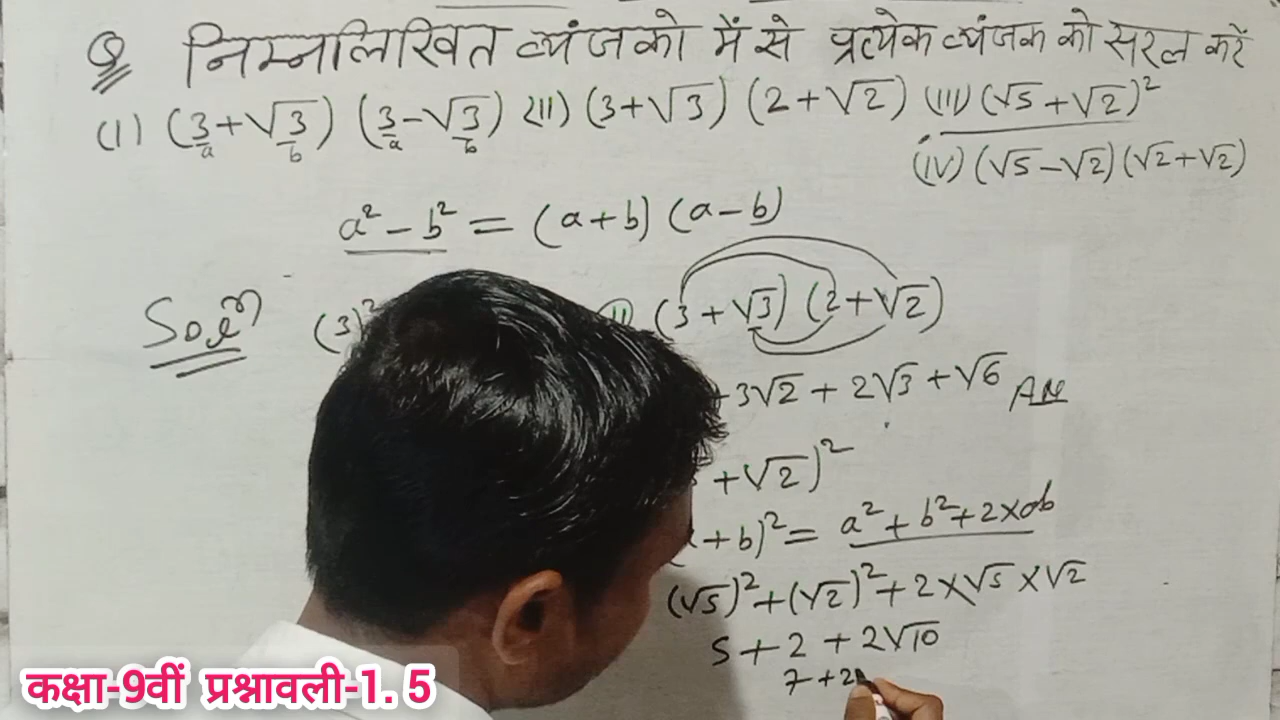 Q निम्नलिखित व्यंजको में से प्रत्येक व्यंजक को सरल करें
(I) (3+√3) (3-√3) (II) (3+√3) (2+√2) (III) (√5+√2)²
a b a b
(IV) (√5-√2) (√2+√2)
a²-b² = (a+b) (a-b)
Solⁿ (3)² II (3+√3) (2+√2)
+3√2+2√3+√6 Ans
+√2)²
+b)² = a²+b²+2×ab
(√5)²+(√2)²+2×√5×√2
5+2+2√10
7+2
कक्षा-9वीं प्रश्नावली-1.5